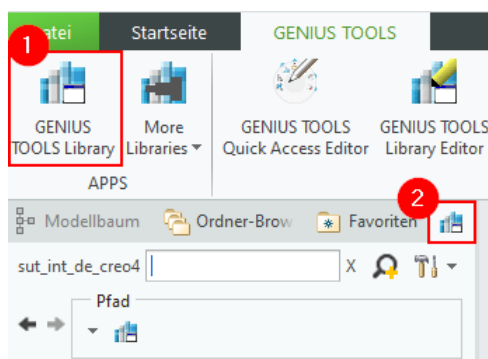 1
atei Startseite GENIUS TOOLS
GENIUS TOOLS Library
More Libraries
GENIUS TOOLS Quick Access Editor
GENIUS TOOLS Library Editor
APPS
2
Modellbaum Ordner-Brow Favoriten
sut_int_de_creo4 X
Pfad